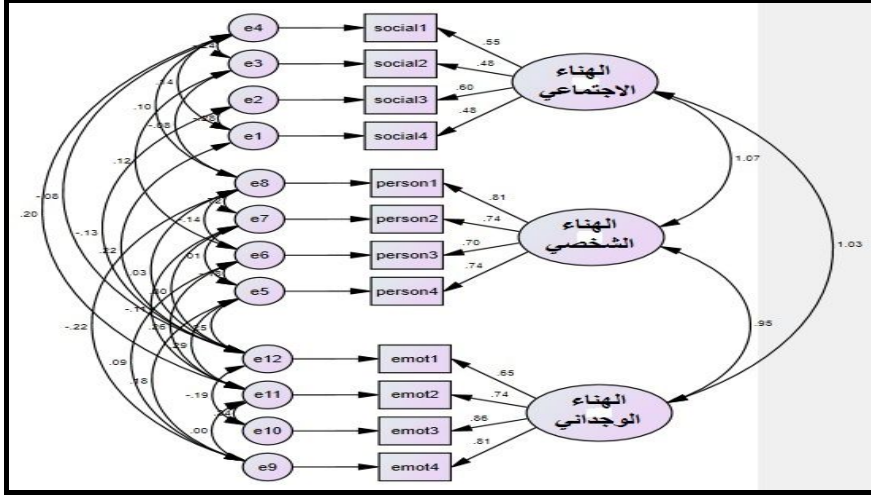 e4
social1
.55
الهناء
الاجتماعي
e3
social2
.48
e2
social3
.60
e1
social4
.48
.14
.10
-.08
.12
1.07
e8
person1
.81
e7
person2
.74
الهناء
الشخصي
e6
person3
.70
e5
person4
.74
-.08
.20
-.14
-.13
.22
.01
.03
1.03
.95
-.22
.09
.18
.29
e12
emot1
.65
الهناء
الوجداني
e11
emot2
.74
e10
emot3
.86
e9
emot4
.81
-.19
.00